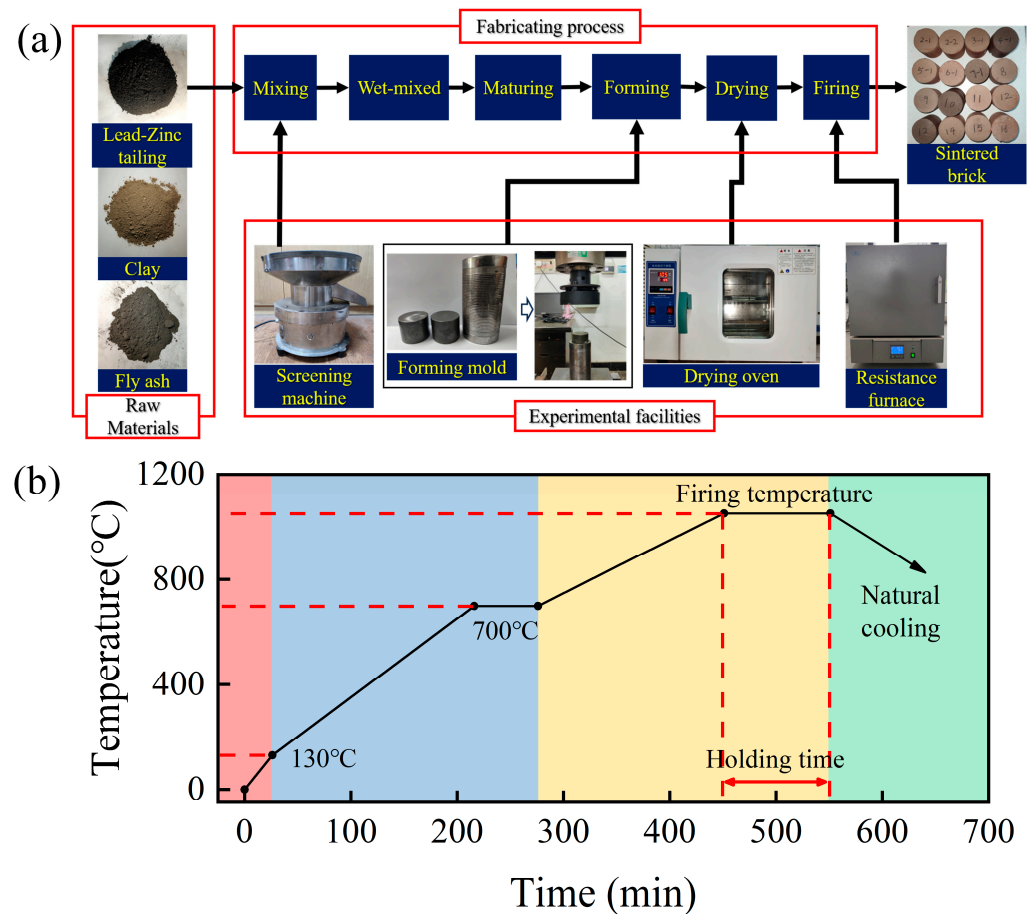 (a)
Fabricating process
Mixing
Wet-mixed
Maturing
Forming
Drying
Firing
Lead-Zinc
tailing
Clay
Fly ash
Raw
Materials
Sintered
brick
Screening
machine
Forming mold
Drying oven
Resistance
furnace
Experimental facilities
(b)
Temperature(°C)
1200
800
400
0
Firing temperature
700°C
130°C
Natural
cooling
Holding time
0 100 200 300 400 500 600 700
Time (min)